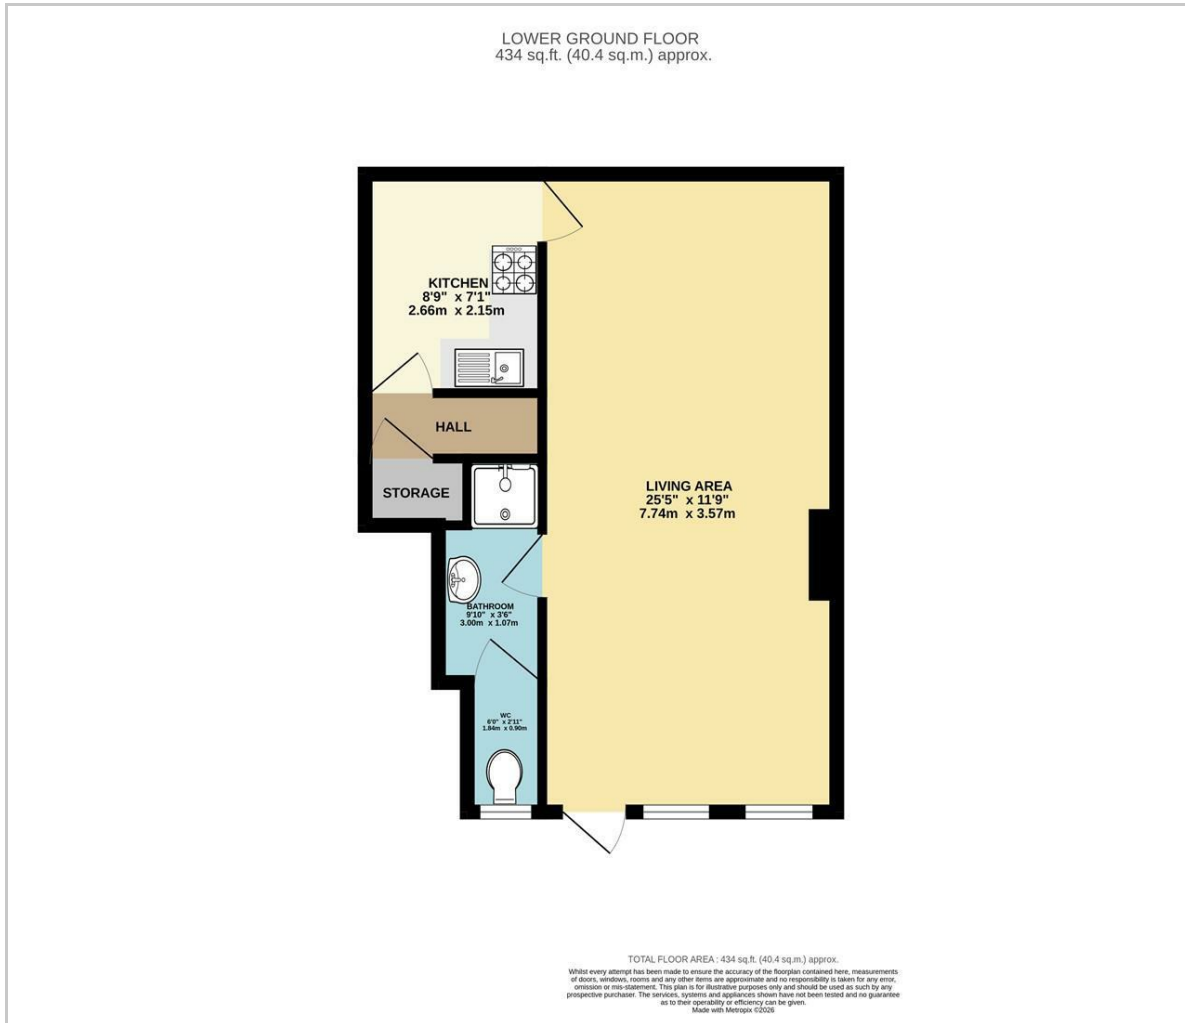 LOWER GROUND FLOOR
434 sq.ft. (40.4 sq.m.) approx.
KITCHEN
8'9" x 7'1"
2.66m x 2.15m
HALL
STORAGE
LIVING AREA
25'5" x 11'9"
7.74m x 3.57m
BATHROOM
9'10" x 3'6"
3.00m x 1.07m
WC
6'0" x 2'11"
1.84m x 0.90m
TOTAL FLOOR AREA : 434 sq.ft. (40.4 sq.m.) approx.
Whilst every attempt has been made to ensure the accuracy of the floorplan contained here, measurements
of doors, windows, rooms and any other items are approximate and no responsibility is taken for any error,
omission or mis-statement. This plan is for illustrative purposes only and should be used as such by any
prospective purchaser. The services, systems and appliances shown have not been tested and no guarantee
as to their operability or efficiency can be given.
Made with Metropix ©2026